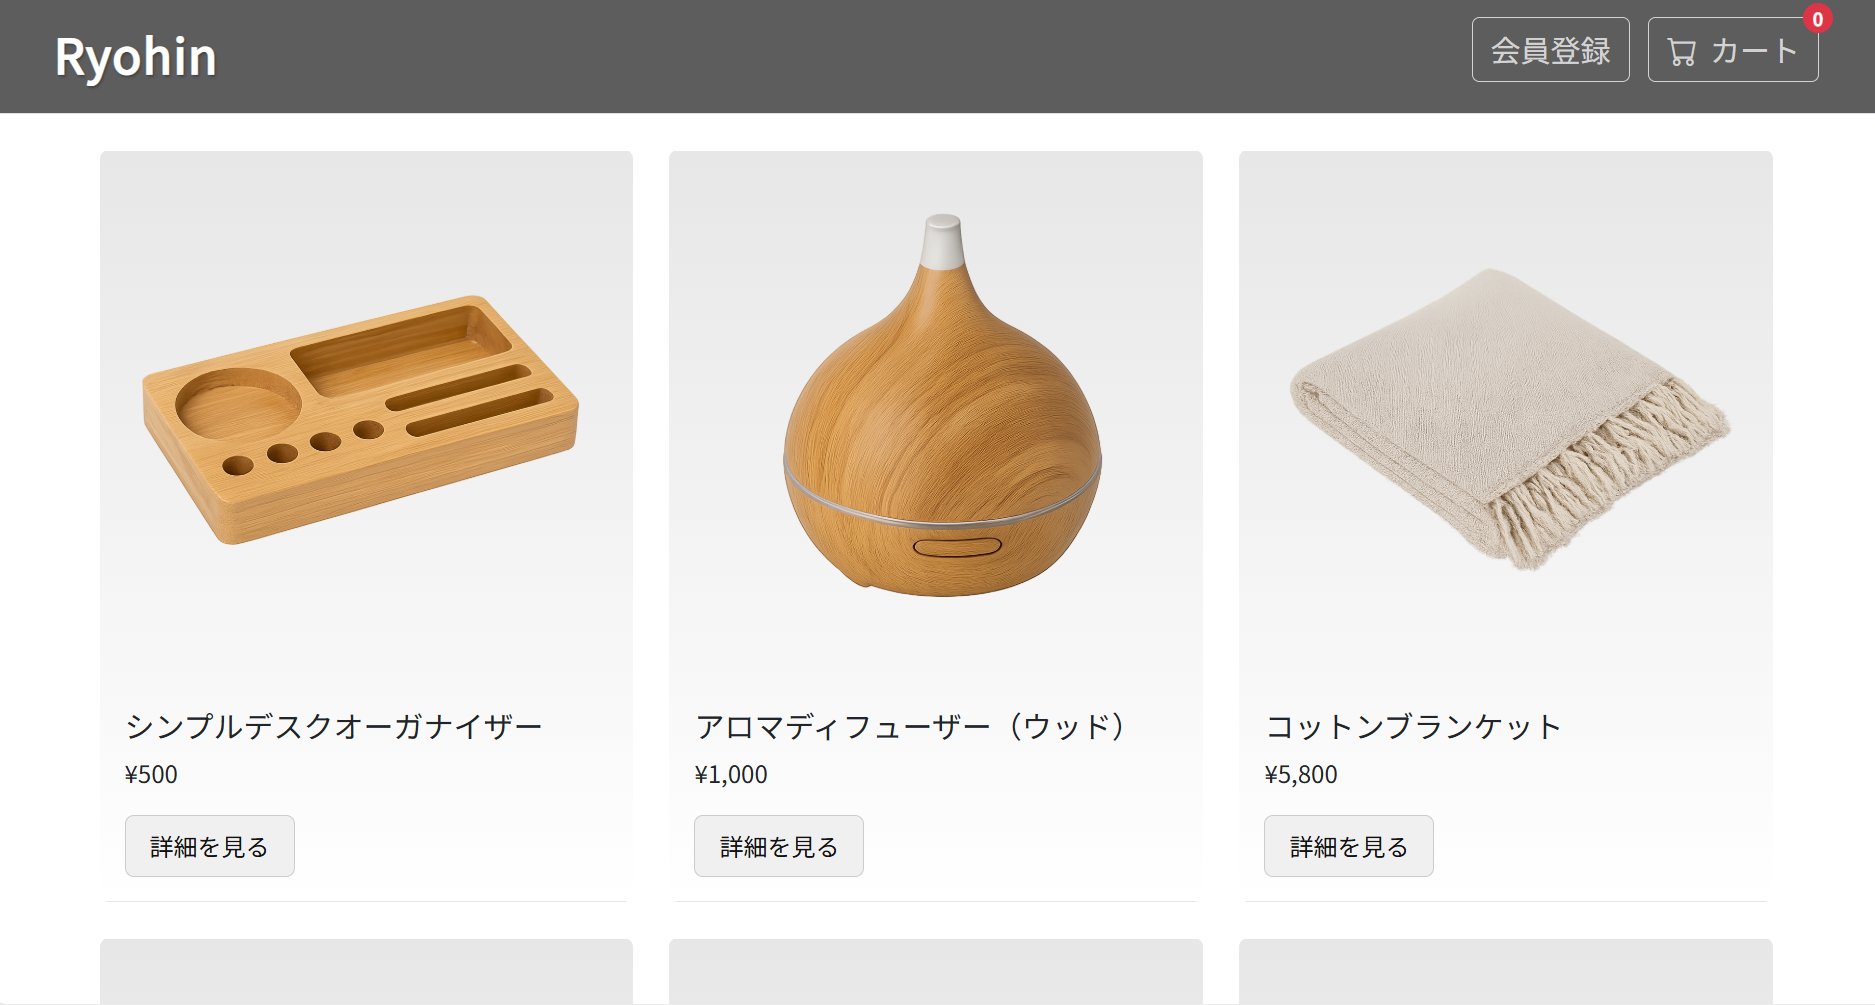 Ryohin
会員登録
カート
0
シンプルデスクオーガナイザー
¥500
詳細を見る
アロマディフューザー（ウッド）
¥1,000
詳細を見る
コットンブランケット
¥5,800
詳細を見る